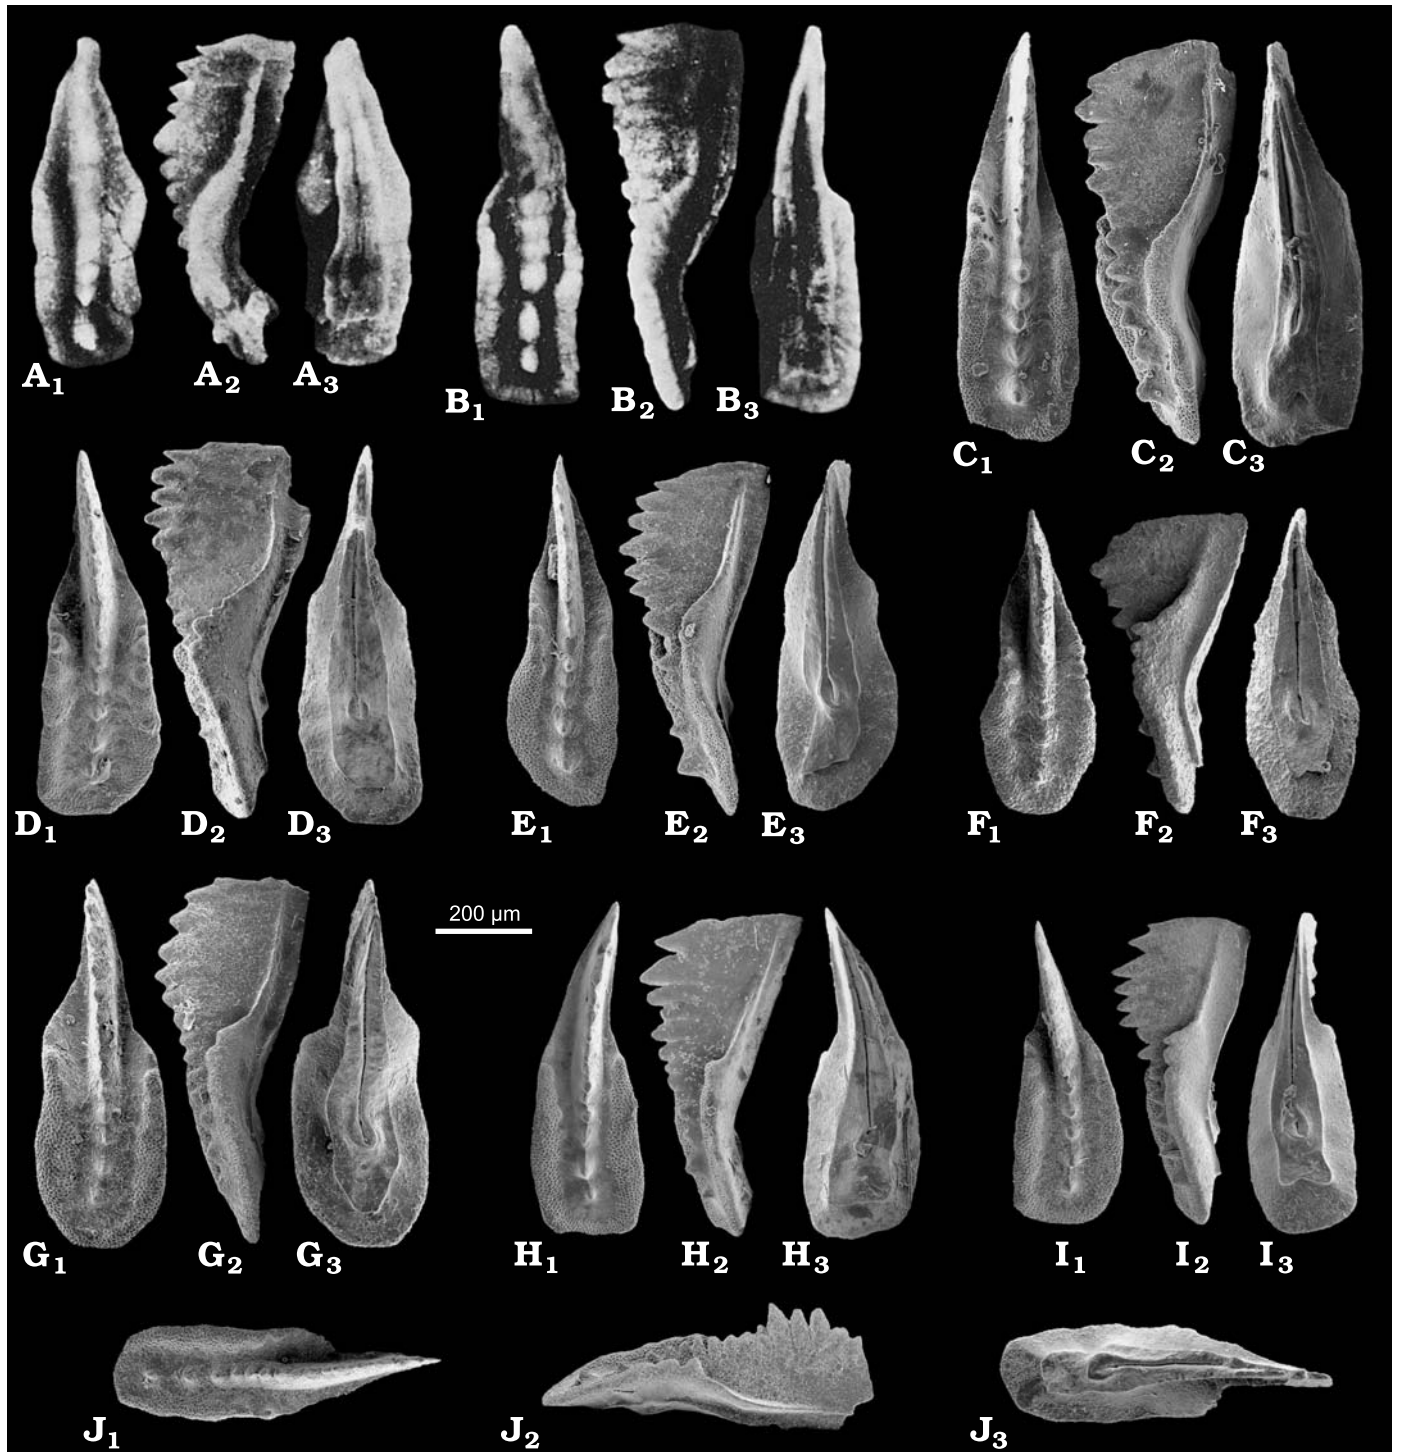 A₁ A₂ A₃
B₁ B₂ B₃
C₁ C₂ C₃
D₁ D₂ D₃
E₁ E₂ E₃
F₁ F₂ F₃
200 µm
G₁ G₂ G₃
H₁ H₂ H₃
I₁ I₂ I₃
J₁ J₂ J₃